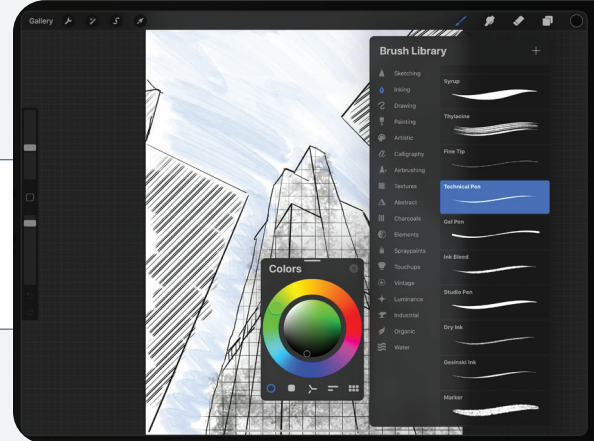 Gallery
Brush Library
Sketching
Inking
Drawing
Painting
Artistic
Calligraphy
Airbrushing
Textures
Abstract
Charcoals
Elements
Spraypaints
Touchups
Vintage
Luminance
Industrial
Organic
Water
Syrup
Thylacine
Fine Tip
Technical Pen
Gel Pen
Ink Bleed
Studio Pen
Dry Ink
Gesinski Ink
Marker
Colors